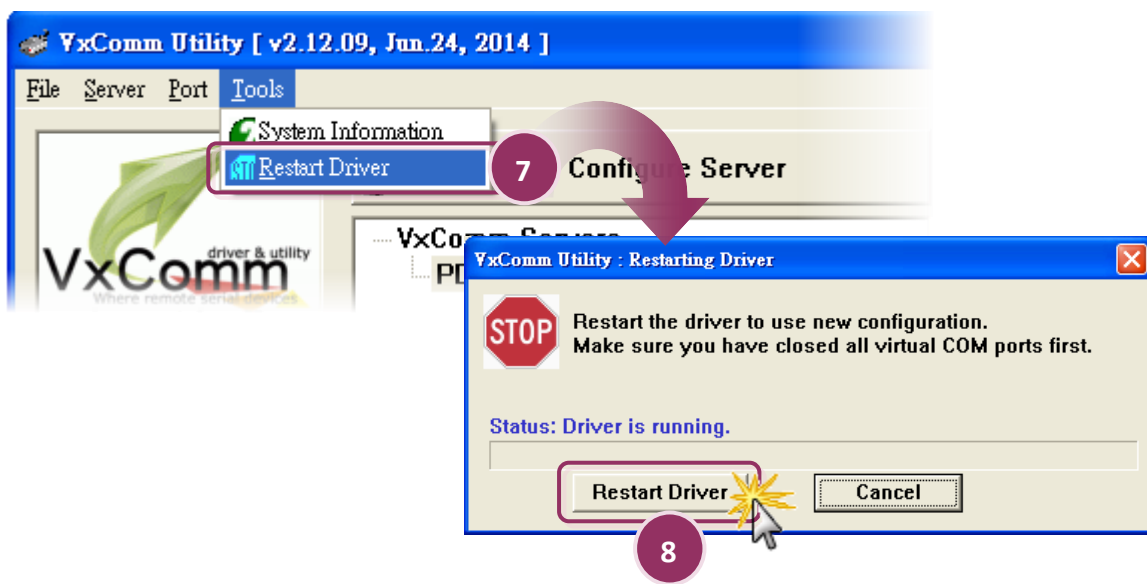 VxComm Utility [ v2.12.09, Jun.24, 2014 ]
File Server Port Tools
System Information
Restart Driver
7
Configure Server
driver & utility
VxComm
Where remote serial devices
VxComm Servers
VxComm Utility : Restarting Driver
STOP
Restart the driver to use new configuration.
Make sure you have closed all virtual COM ports first.
Status: Driver is running.
Restart Driver
Cancel
8